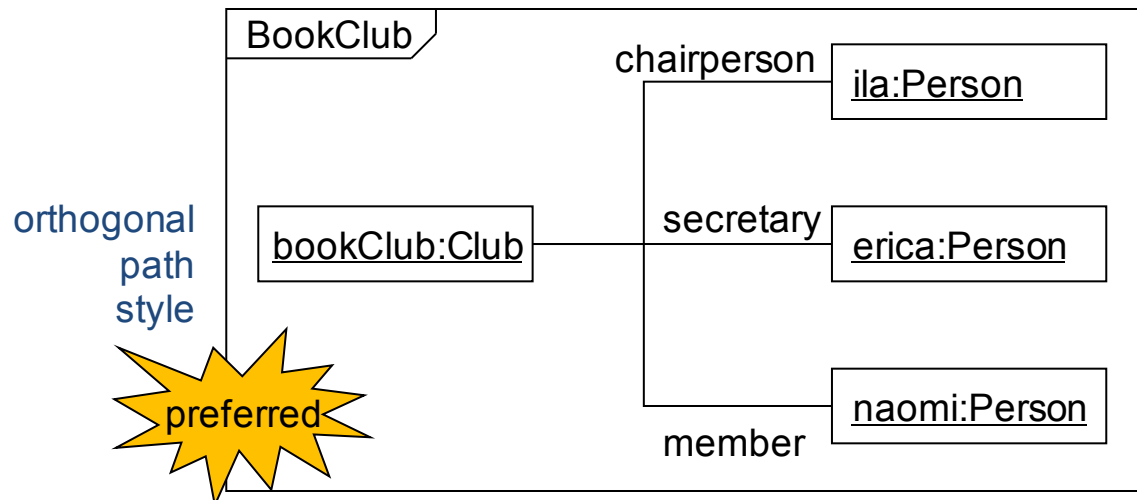 BookClub
chairperson
ila:Person
orthogonal
path
style
bookClub:Club
secretary
erica:Person
preferred
member
naomi:Person